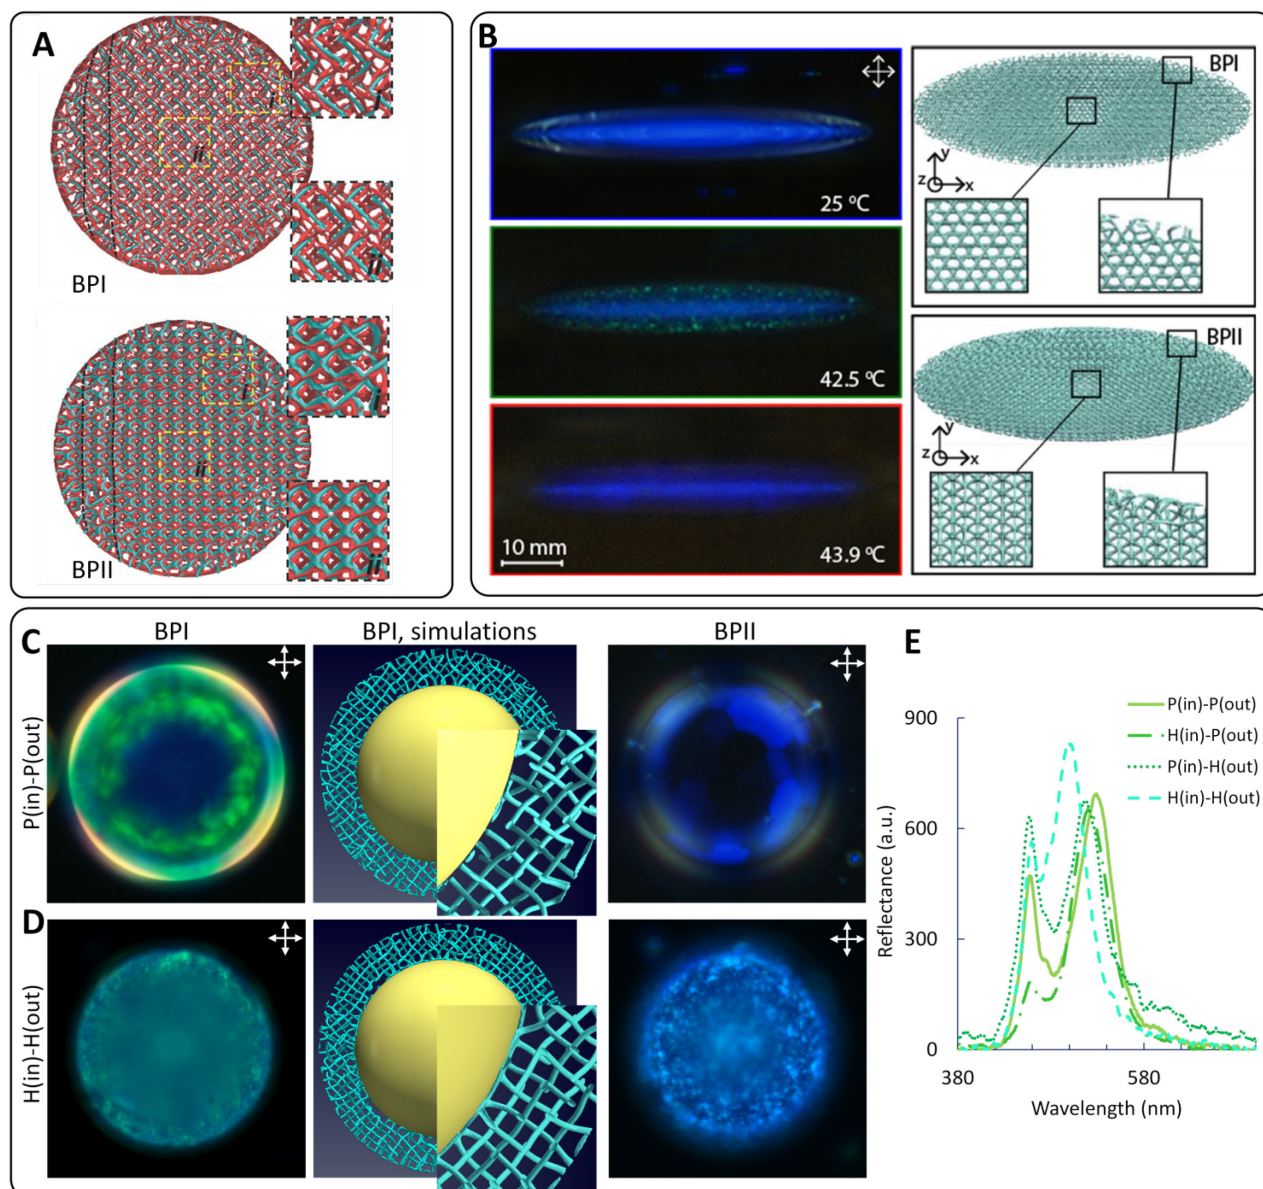 A
i
i
ii
ii
BPI
i
i
ii
ii
BPII
B
25 °C
42.5 °C
10 mm
43.9 °C
BPI
y
z
x
BPII
y
z
x
C
BPI
BPI, simulations
BPII
P(in)-P(out)
D
H(in)-H(out)
E
P(in)-P(out)
H(in)-P(out)
P(in)-H(out)
H(in)-H(out)
900
600
300
0
Reflectance (a.u.)
380
580
Wavelength (nm)